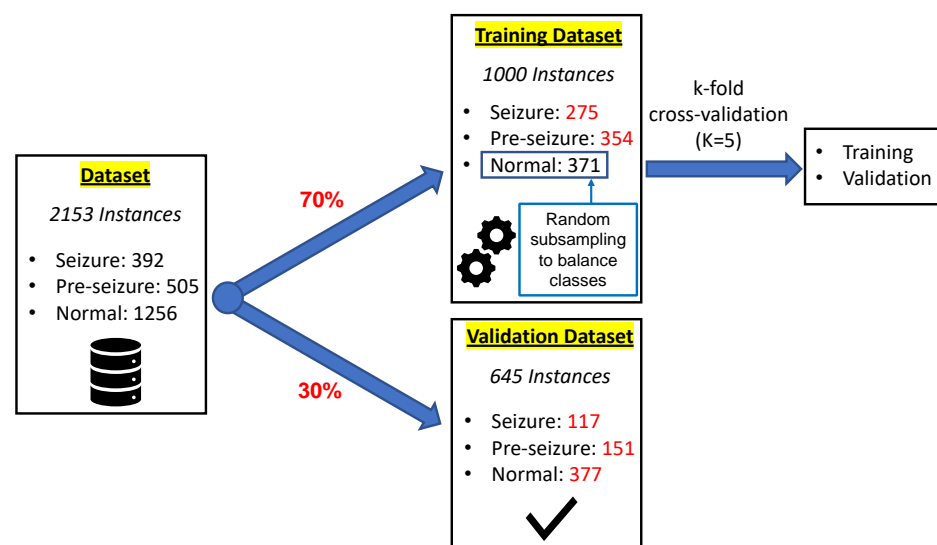 Dataset
2153 Instances
• Seizure: 392
• Pre-seizure: 505
• Normal: 1256
70%
30%
Training Dataset
1000 Instances
• Seizure: 275
• Pre-seizure: 354
• Normal: 371
Random
subsampling
to balance
classes
Validation Dataset
645 Instances
• Seizure: 117
• Pre-seizure: 151
• Normal: 377
k-fold
cross-validation
(K=5)
• Training
• Validation